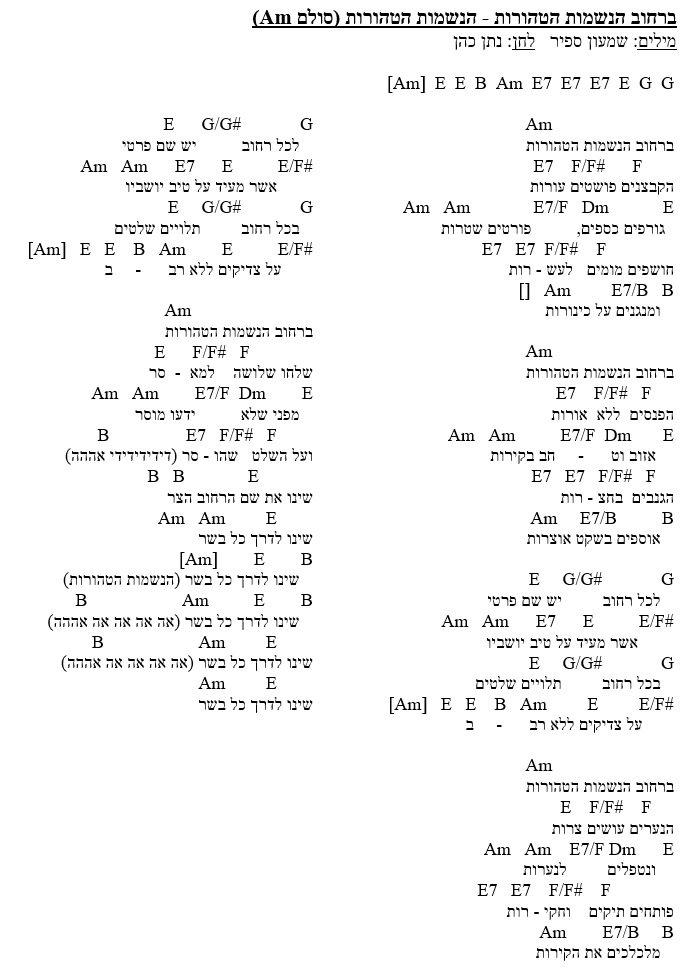 ברחוב הנשמות הטהורות - הנשמות הטהורות (סולם Am)
מילים: שמעון ספיר   לחן: נתן כהן
[Am]  E  E  B  Am  E7  E7  E7  E  G  G
Am
ברחוב הנשמות הטהורות
E7    F/F#    F
הקבצנים פושטים עורות
Am   Am   E7/F   Dm   E
גורפים כספים,   פורטים שטרות
E7   E7  F/F#   F
חושפים מומים   לעש - רות
[]   Am   E7/B   B
ומנגנים על כינורות
Am
ברחוב הנשמות הטהורות
E7    F/F#   F
הפנסים  ללא  אורות
Am   Am   E7/F  Dm   E
אזוב וט   -   חב בקירות
E7   E7   F/F#   F
הגנבים  בחצ - רות
Am   E7/B   B
אוספים בשקט אוצרות
E   G/G#   G
לכל רחוב   יש שם פרטי
Am   Am   E7   E   E/F#
אשר מעיד על טיב יושביו
E   G/G#   G
בכל רחוב   תלויים שלטים
[Am]   E   E   B   Am   E   E/F#
על צדיקים ללא רב   -   ב
Am
ברחוב הנשמות הטהורות
E   F/F#   F
הנערים עושים צרות
Am   Am   E7/F Dm   E
ונטפלים   לנערות
E7   E7   F/F#   F
פותחים תיקים   וחקי - רות
Am   E7/B   B
מלכלכים את הקירות
E   G/G#   G
לכל רחוב   יש שם פרטי
Am   Am   E7   E   E/F#
אשר מעיד על טיב יושביו
E   G/G#   G
בכל רחוב   תלויים שלטים
[Am]   E   E   B   Am   E   E/F#
על צדיקים ללא רב   -   ב
Am
ברחוב הנשמות הטהורות
E   F/F#   F
שלחו שלושה   למא  -  סר
Am   Am   E7/F  Dm   E
מפני שלא   ידעו מוסר
B   E7   F/F#   F
ועל השלט   שהו - סר (דידידידידי אההה)
B   B   E
שינו את שם הרחוב הצר
Am   Am   E
שינו לדרך כל בשר
[Am]   E   B
שינו לדרך כל בשר (הנשמות הטהורות)
B   Am   E   B
שינו לדרך כל בשר (אה אה אה אה אההה)
B   Am   E
שינו לדרך כל בשר (אה אה אה אה אההה)
Am   E
שינו לדרך כל בשר